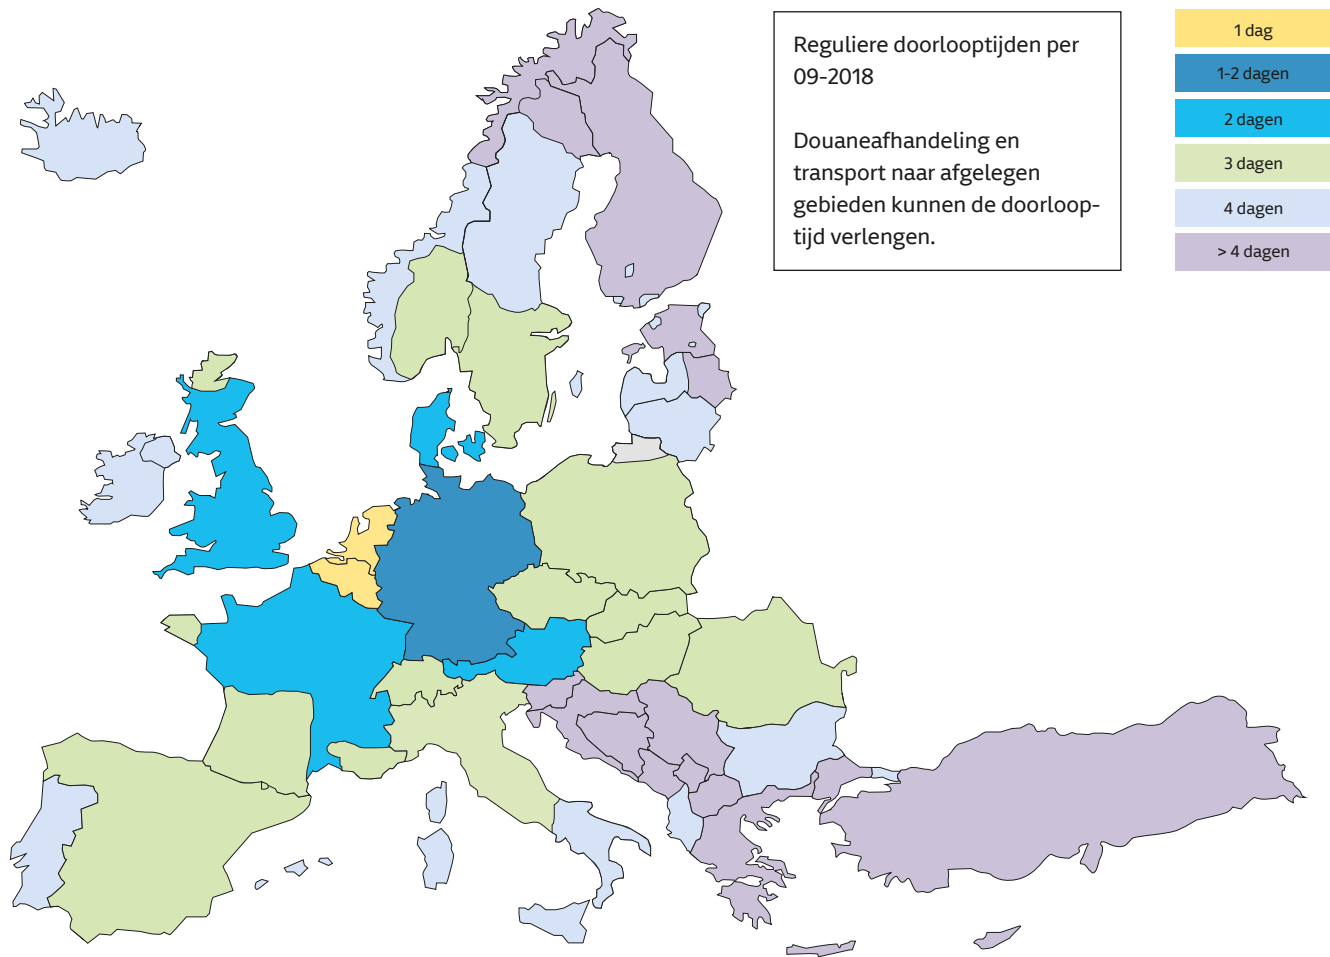 Reguliere doorlooptijden per
09-2018
Douaneafhandeling en
transport naar afgelegen
gebieden kunnen de doorloop-
tijd verlengen.
1 dag
1-2 dagen
2 dagen
3 dagen
4 dagen
> 4 dagen